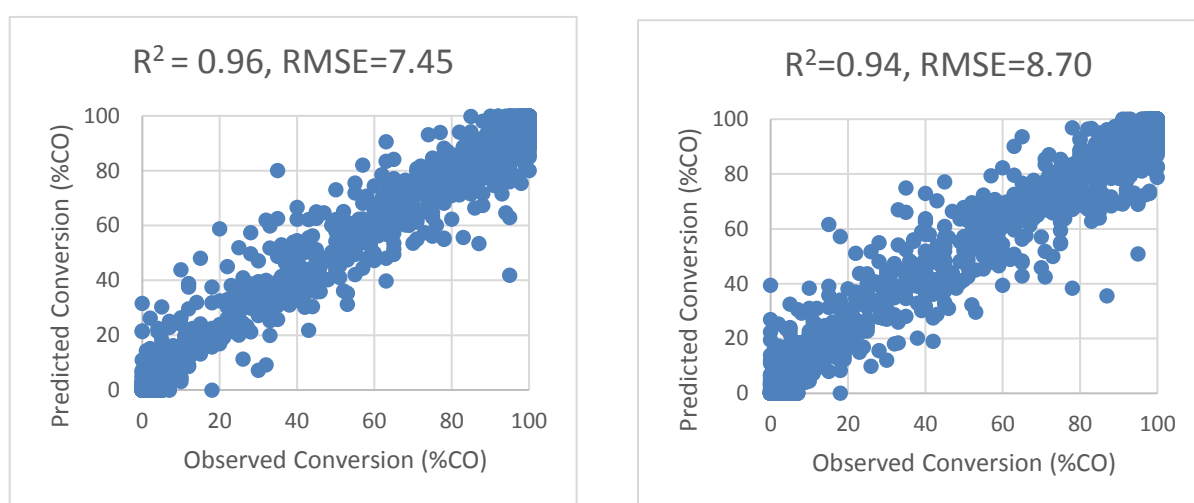 R² = 0.96, RMSE=7.45
Predicted Conversion (%CO)
100
80
60
40
20
0
0 20 40 60 80 100
Observed Conversion (%CO)
R²=0.94, RMSE=8.70
Predicted Conversion (%CO)
100
80
60
40
20
0
0 20 40 60 80 100
Observed Conversion (%CO)